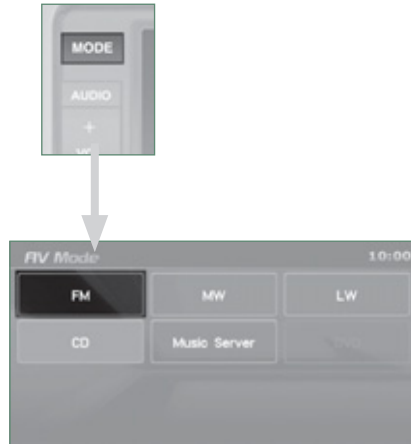 MODE
AUDIO
+
AV Mode 10:00
FM MW LW
CD Music Server